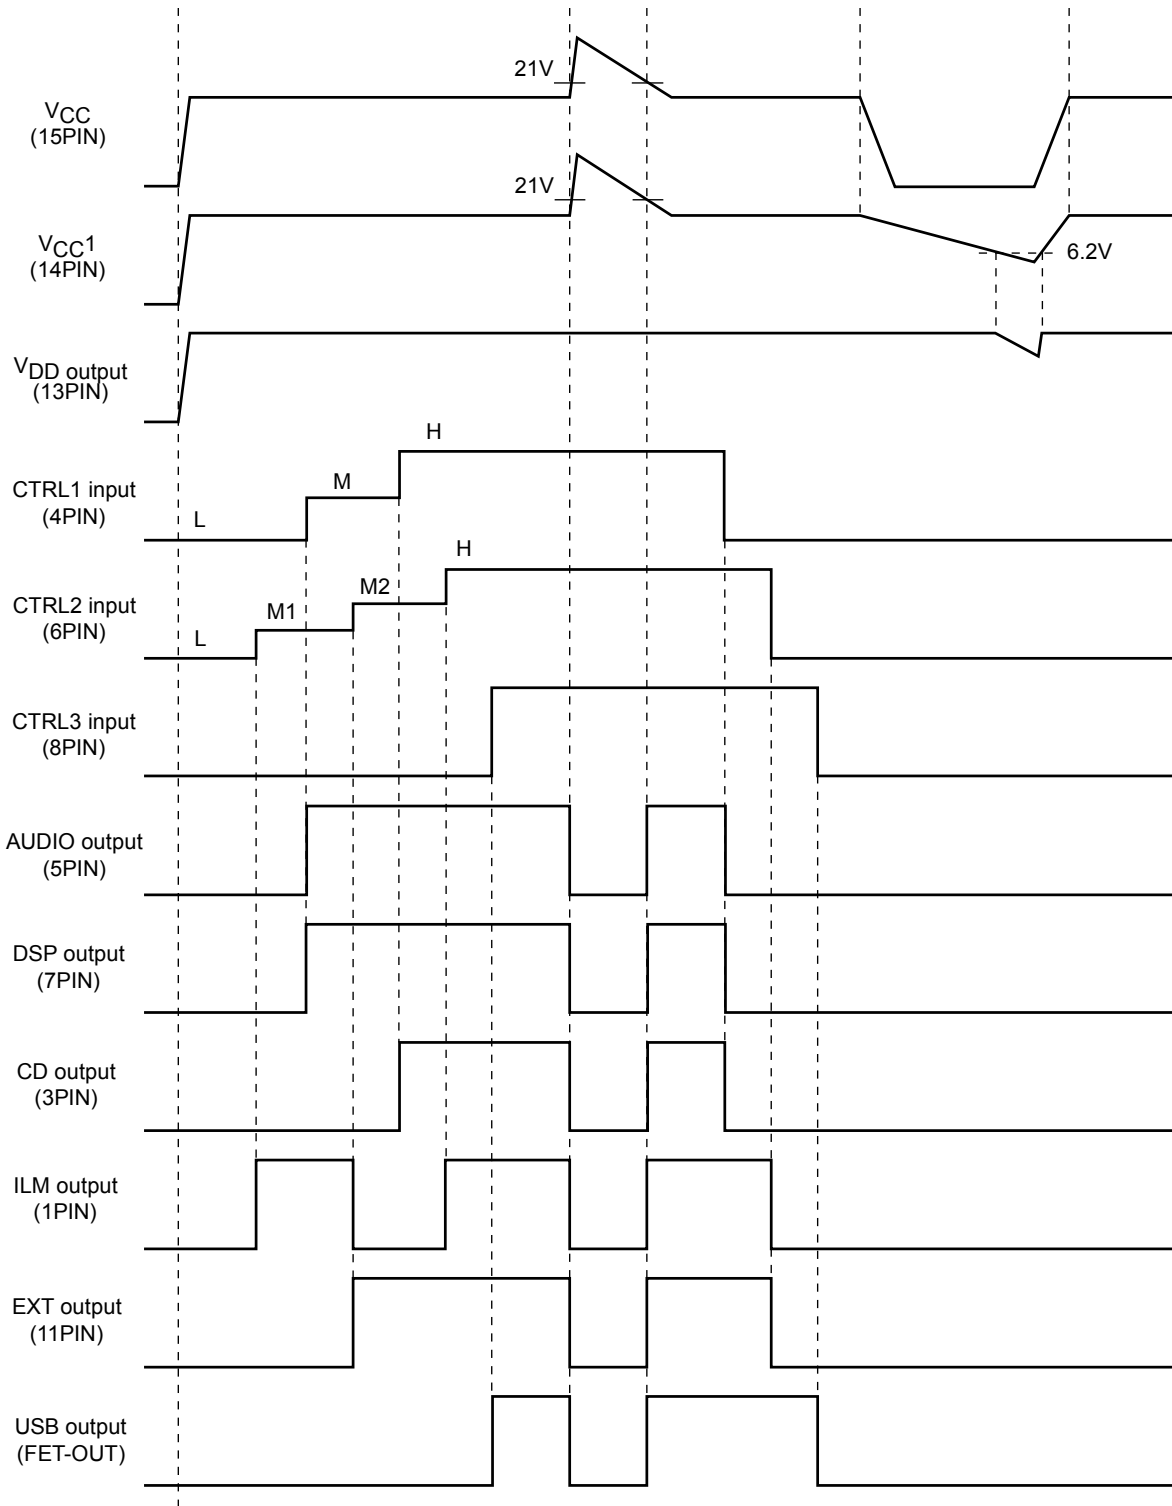 21V
VCC
(15PIN)
21V
VCC1
(14PIN)
6.2V
VDD output
(13PIN)
H
M
CTRL1 input
(4PIN)
L
H
M2
M1
CTRL2 input
(6PIN)
L
CTRL3 input
(8PIN)
AUDIO output
(5PIN)
DSP output
(7PIN)
CD output
(3PIN)
ILM output
(1PIN)
EXT output
(11PIN)
USB output
(FET-OUT)